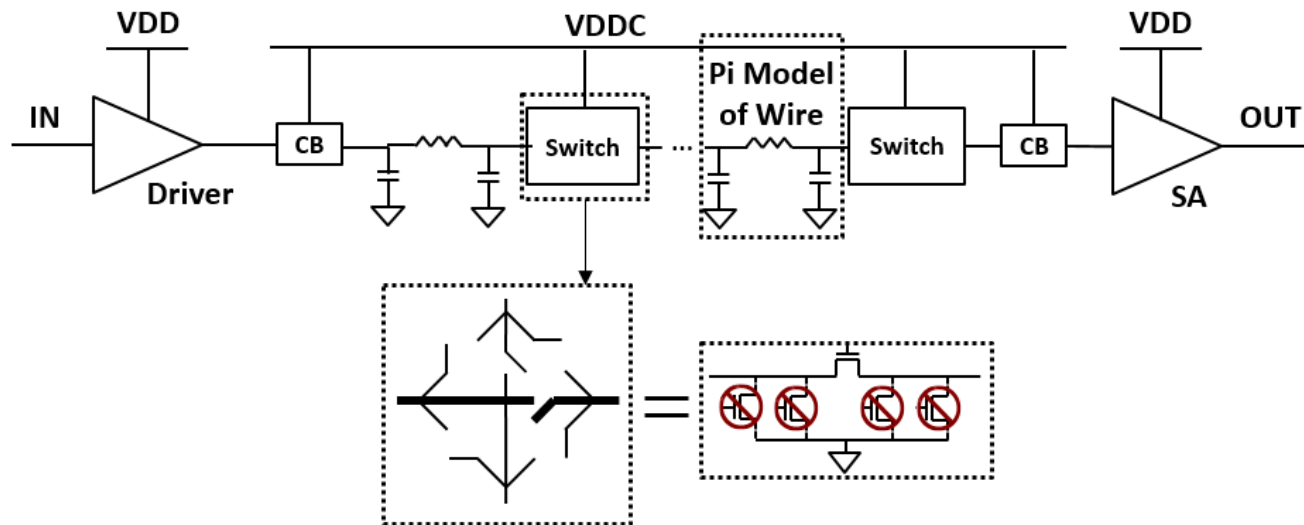 VDD
VDDC
VDD
IN
CB
Switch
...
Pi Model
of Wire
Switch
CB
OUT
Driver
SA